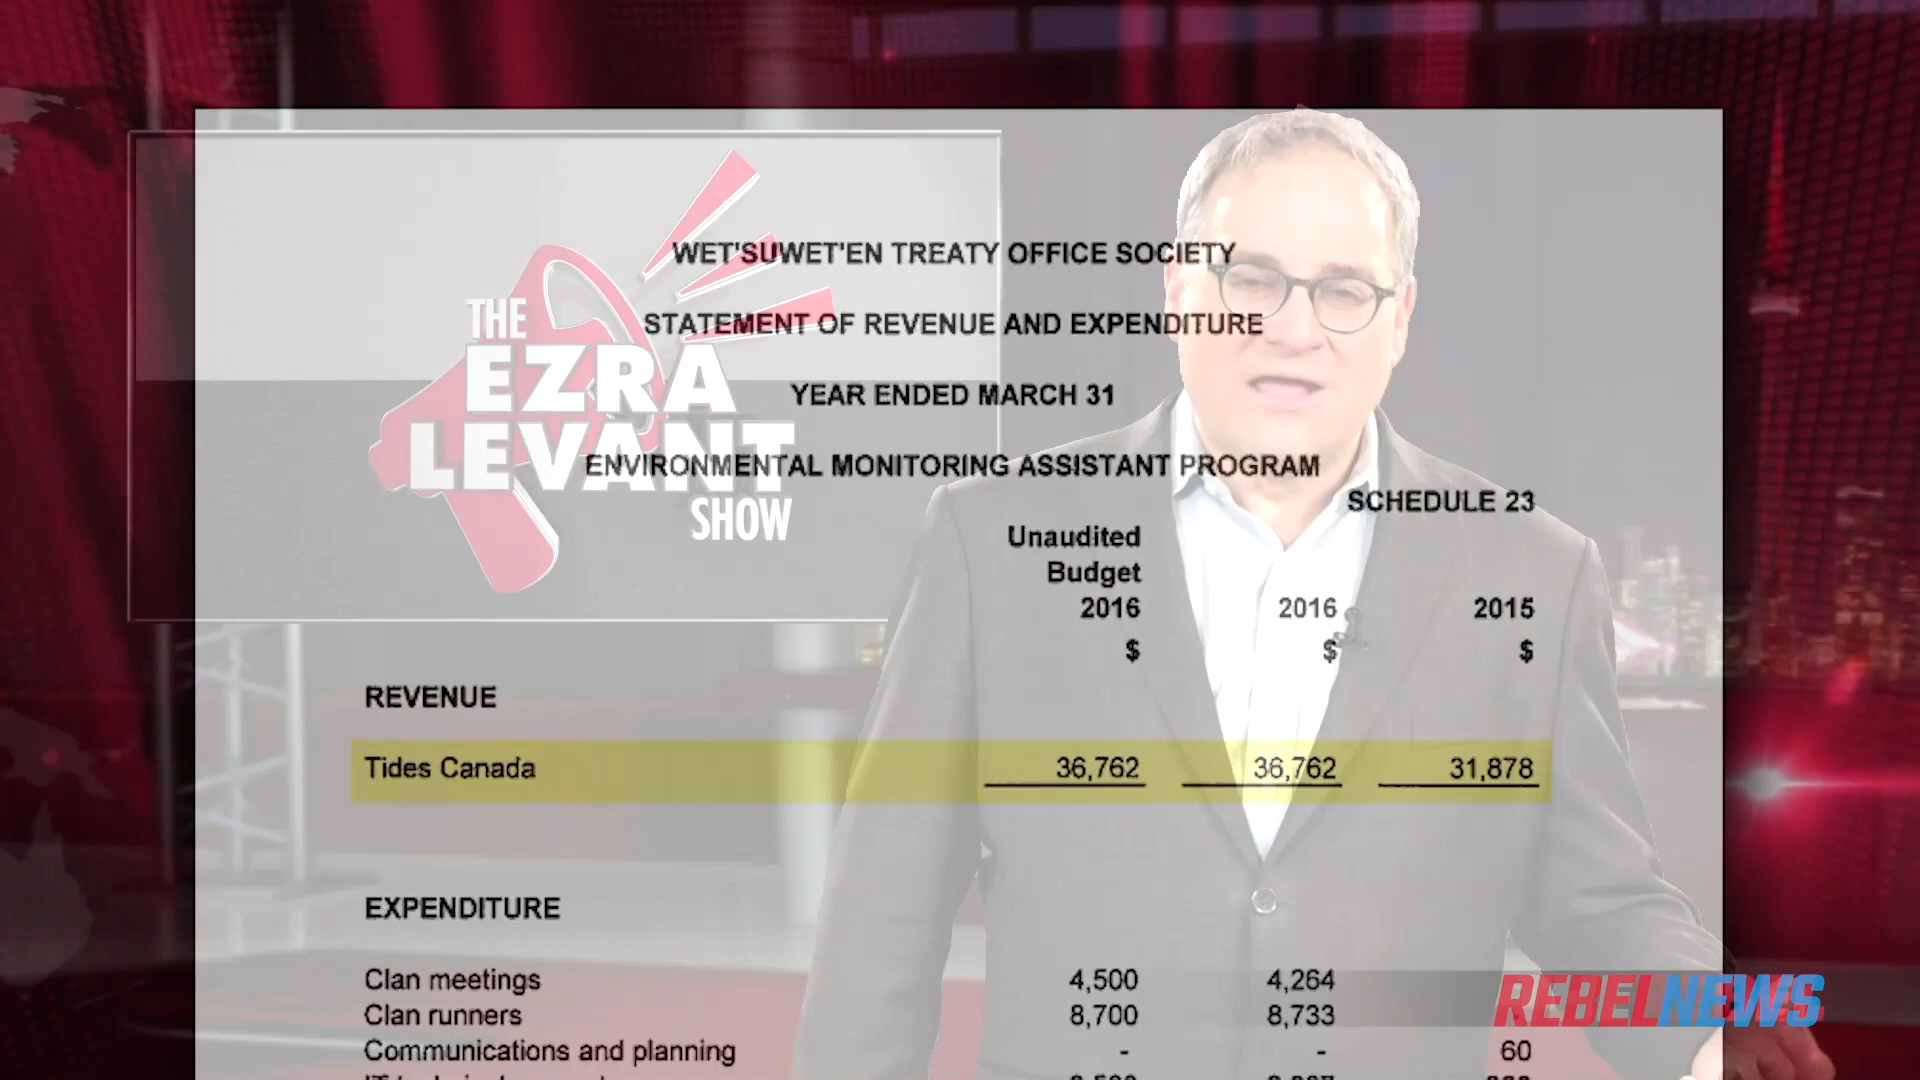 WET'SUWET'EN TREATY OFFICE SOCIETY
STATEMENT OF REVENUE AND EXPENDITURE
YEAR ENDED MARCH 31
ENVIRONMENTAL MONITORING ASSISTANT PROGRAM
SCHEDULE 23
THE
EZRA
LEVANT
SHOW
Unaudited
Budget
2016 2016 2015
$ $ $
REVENUE
Tides Canada 36,762 36,762 31,878
EXPENDITURE
Clan meetings 4,500 4,264
Clan runners 8,700 8,733
Communications and planning - - 60
REBELNEWS